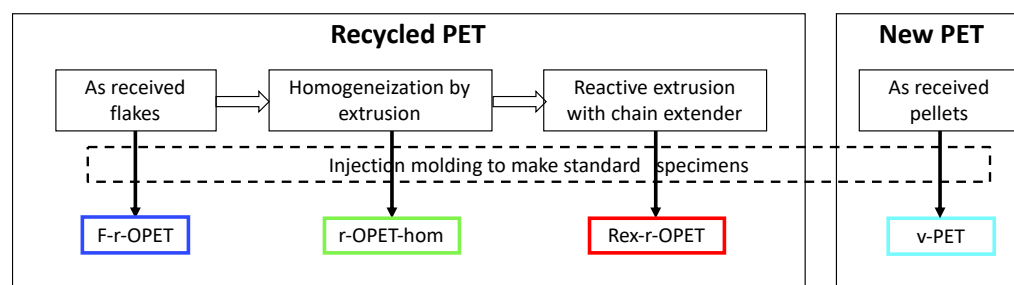 Recycled PET
New PET
As received
flakes
Homogeneization by
extrusion
Reactive extrusion
with chain extender
As received
pellets
Injection molding to make standard specimens
F-r-OPET
r-OPET-hom
Rex-r-OPET
v-PET